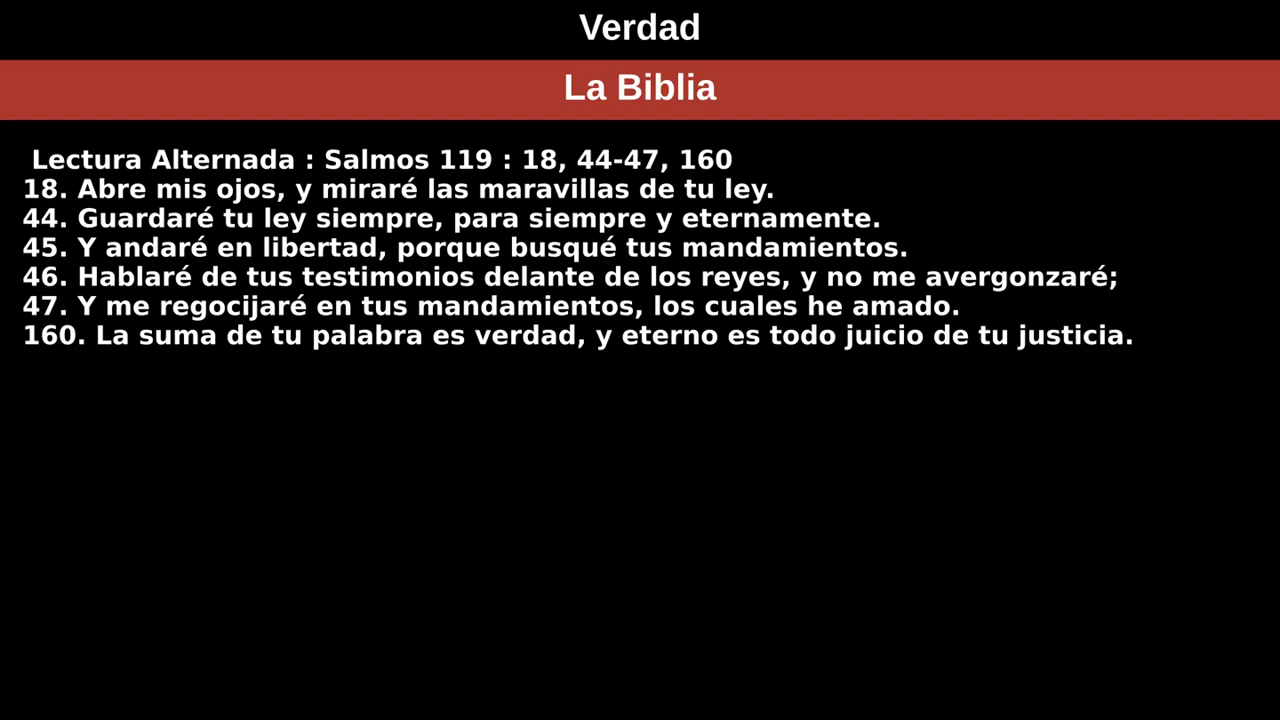 Verdad
La Biblia
Lectura Alternada : Salmos 119 : 18, 44-47, 160
18. Abre mis ojos, y miraré las maravillas de tu ley.
44. Guardaré tu ley siempre, para siempre y eternamente.
45. Y andaré en libertad, porque busqué tus mandamientos.
46. Hablaré de tus testimonios delante de los reyes, y no me avergonzaré;
47. Y me regocijaré en tus mandamientos, los cuales he amado.
160. La suma de tu palabra es verdad, y eterno es todo juicio de tu justicia.